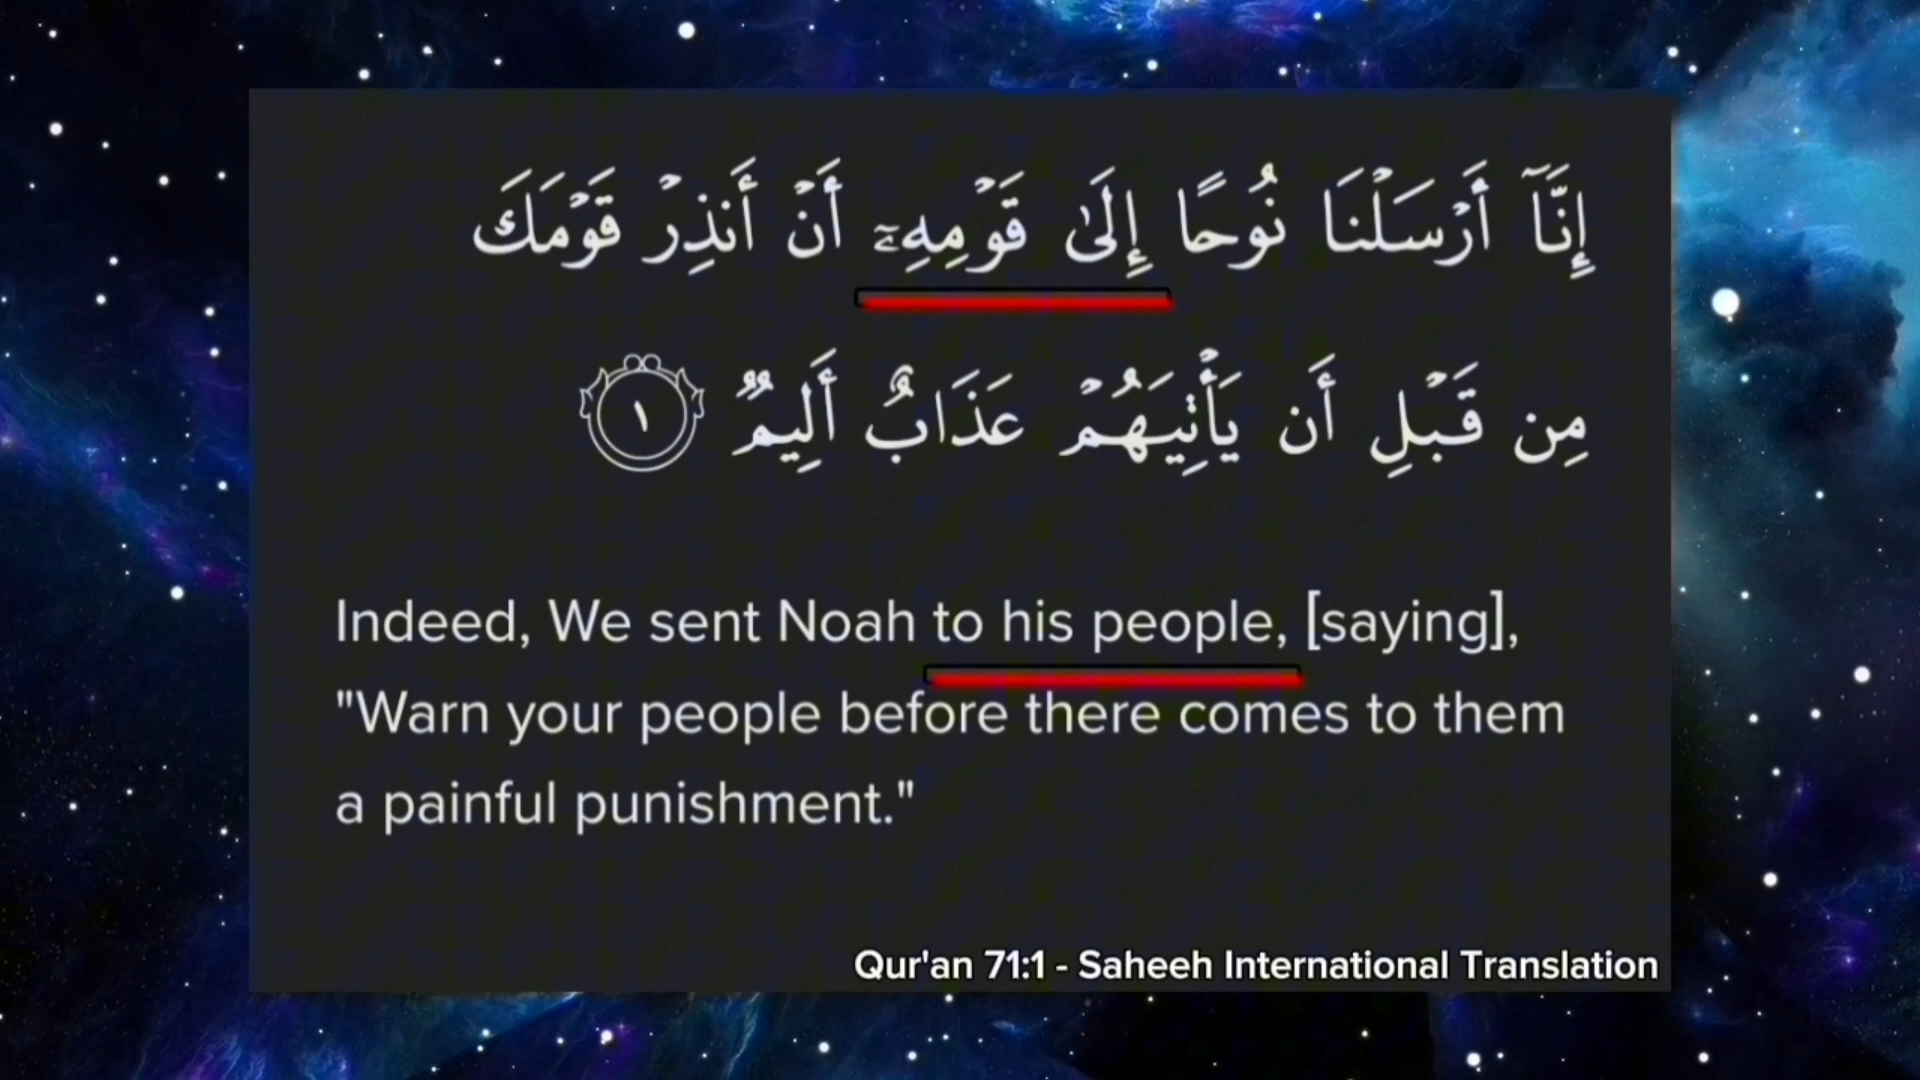 إِنَّآ أَرۡسَلۡنَا نُوحًا إِلَىٰ قَوۡمِهِۦٓ أَنۡ أَنذِرۡ قَوۡمَكَ
مِن قَبۡلِ أَن يَأۡتِيَهُمۡ عَذَابٌ أَلِيمٞ ١
Indeed, We sent Noah to his people, [saying],
"Warn your people before there comes to them
a painful punishment."
Qur'an 71:1 - Saheeh International Translation